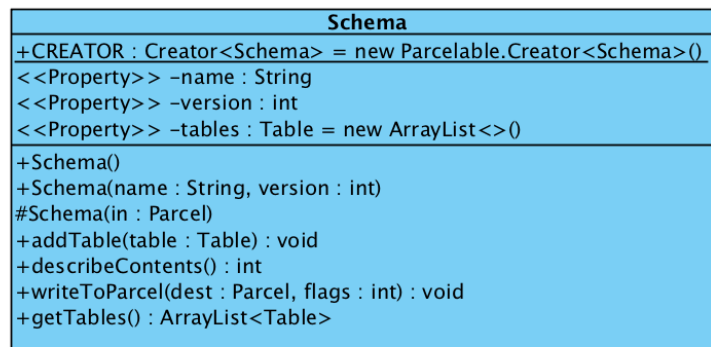 Schema
+CREATOR : Creator<Schema> = new Parcelable.Creator<Schema>()
<<Property>> -name : String
<<Property>> -version : int
<<Property>> -tables : Table = new ArrayList<>()
+Schema()
+Schema(name : String, version : int)
#Schema(in : Parcel)
+addTable(table : Table) : void
+describeContents() : int
+writeToParcel(dest : Parcel, flags : int) : void
+getTables() : ArrayList<Table>